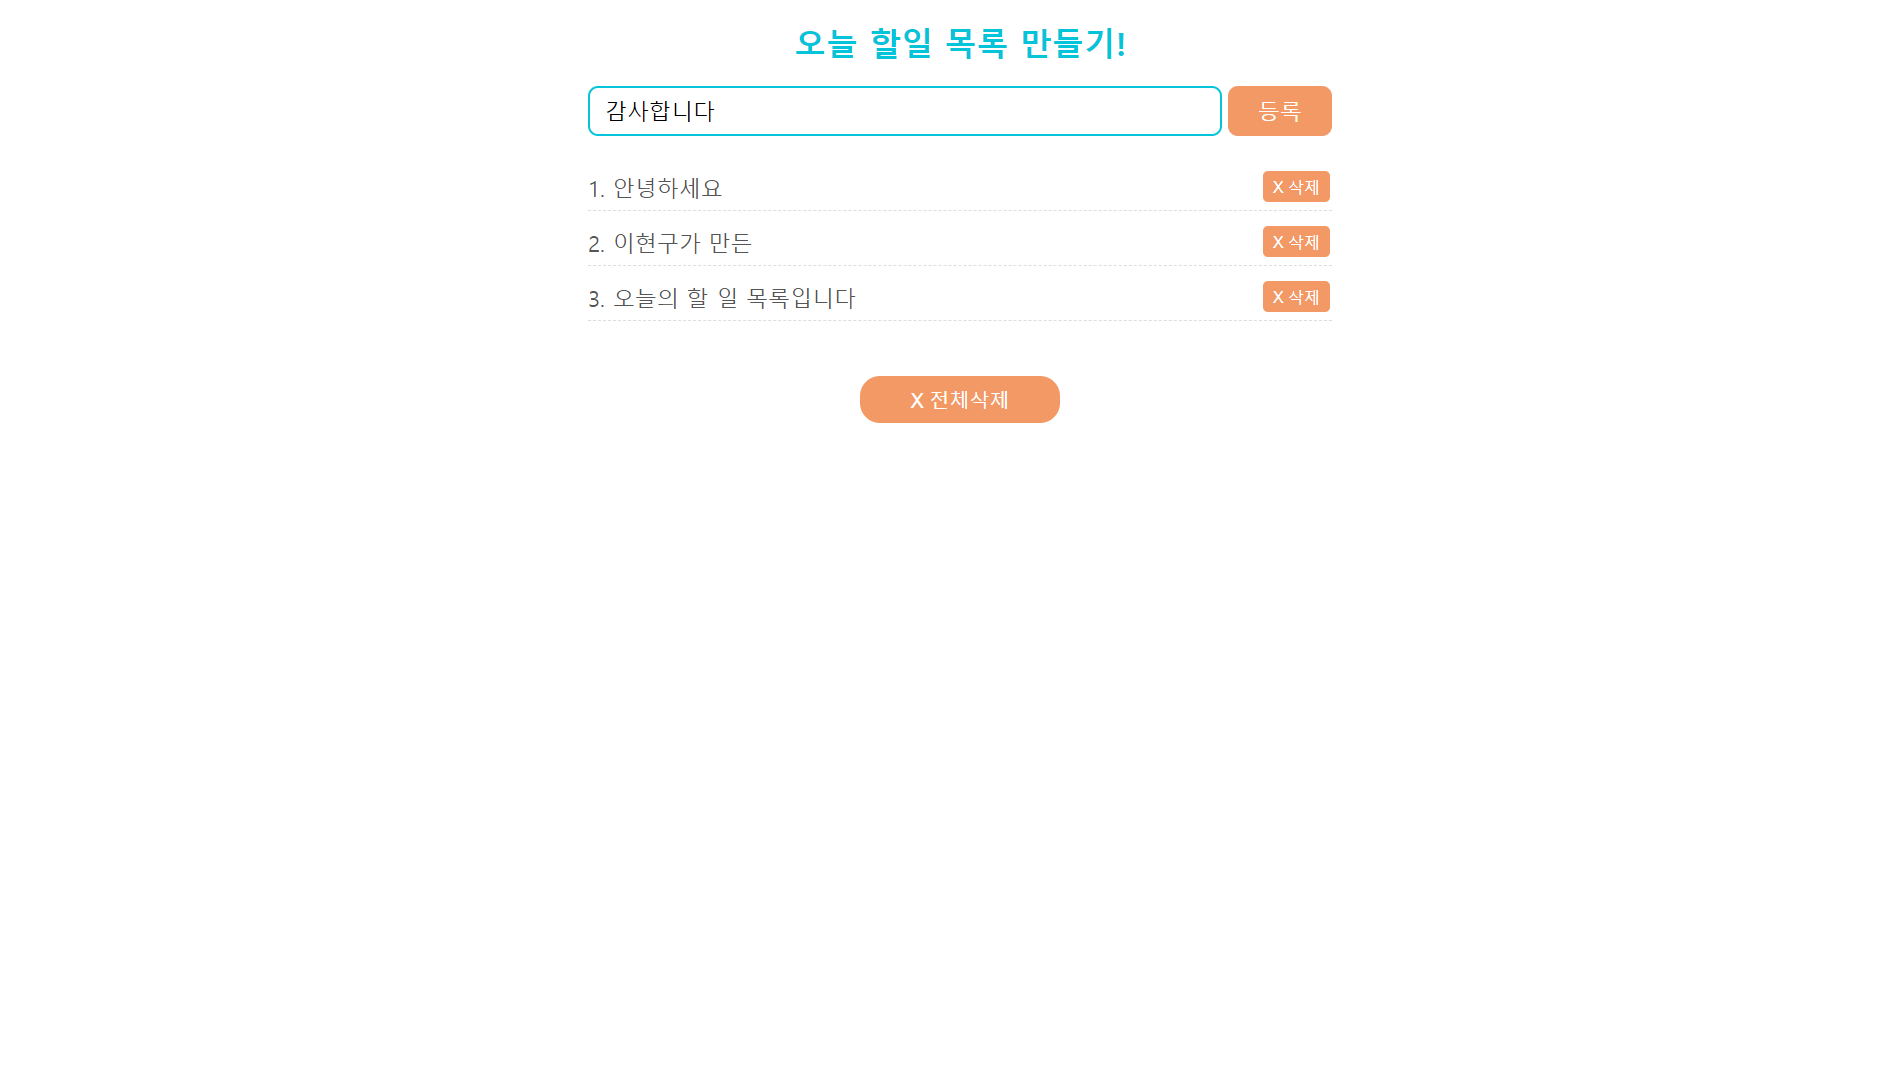 오늘 할일 목록 만들기!
감사합니다 등록
1. 안녕하세요 X 삭제
2. 이현구가 만든 X 삭제
3. 오늘의 할 일 목록입니다 X 삭제
X 전체삭제